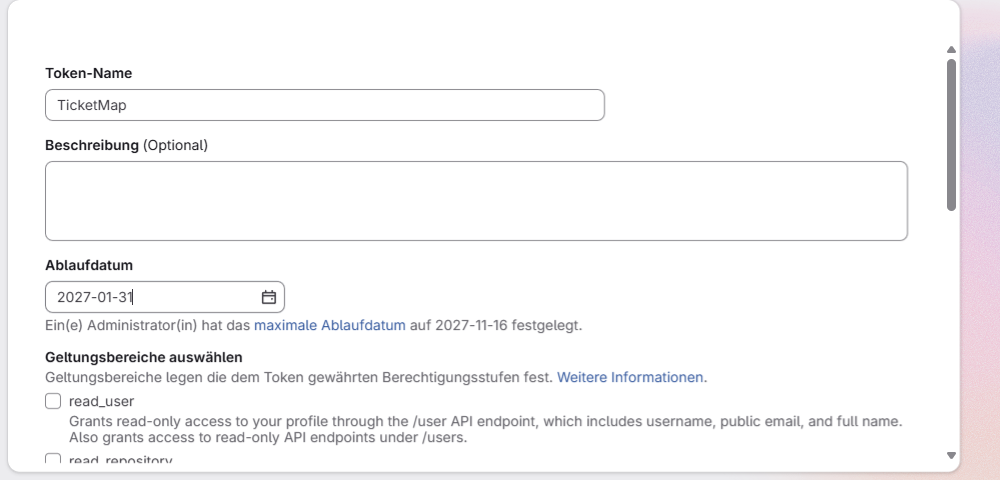 Token-Name
TicketMap
Beschreibung (Optional)
Ablaufdatum
2027-01-31
Ein(e) Administrator(in) hat das maximale Ablaufdatum auf 2027-11-16 festgelegt.
Geltungsbereiche auswählen
Geltungsbereiche legen die dem Token gewährten Berechtigungsstufen fest. Weitere Informationen.
read_user
Grants read-only access to your profile through the /user API endpoint, which includes username, public email, and full name.
Also grants access to read-only API endpoints under /users.
read_repository